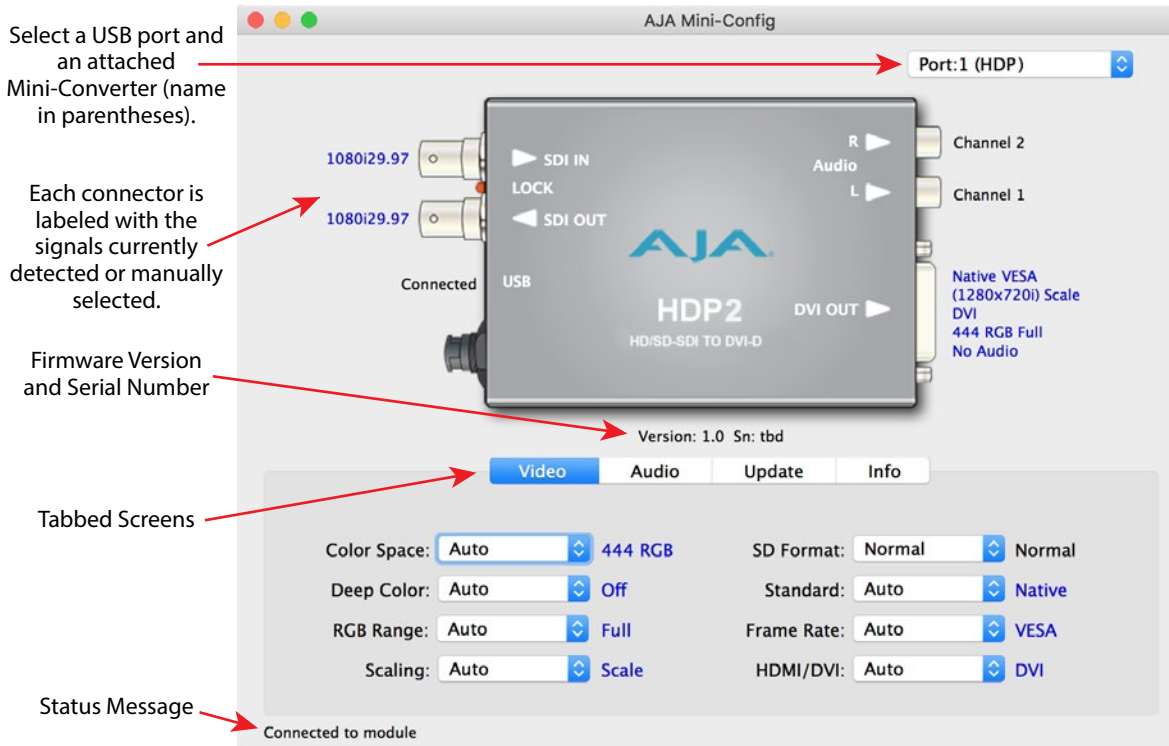 AJA Mini-Config
Select a USB port and
an attached
Mini-Converter (name
in parentheses).
Port:1 (HDP)
1080i29.97
SDI IN
LOCK
1080i29.97
SDI OUT
R
Audio
L
Channel 2
Channel 1
Each connector is
labeled with the
signals currently
detected or manually
selected.
AJA
Connected
USB
HDP2
HD/SD-SDI TO DVI-D
DVI OUT
Native VESA
(1280x720i) Scale
DVI
444 RGB Full
No Audio
Firmware Version
and Serial Number
Version: 1.0 Sn: tbd
Video Audio Update Info
Tabbed Screens
Color Space: Auto 444 RGB
SD Format: Normal Normal
Deep Color: Auto Off
Standard: Auto Native
RGB Range: Auto Full
Frame Rate: Auto VESA
Scaling: Auto Scale
HDMI/DVI: Auto DVI
Status Message
Connected to module